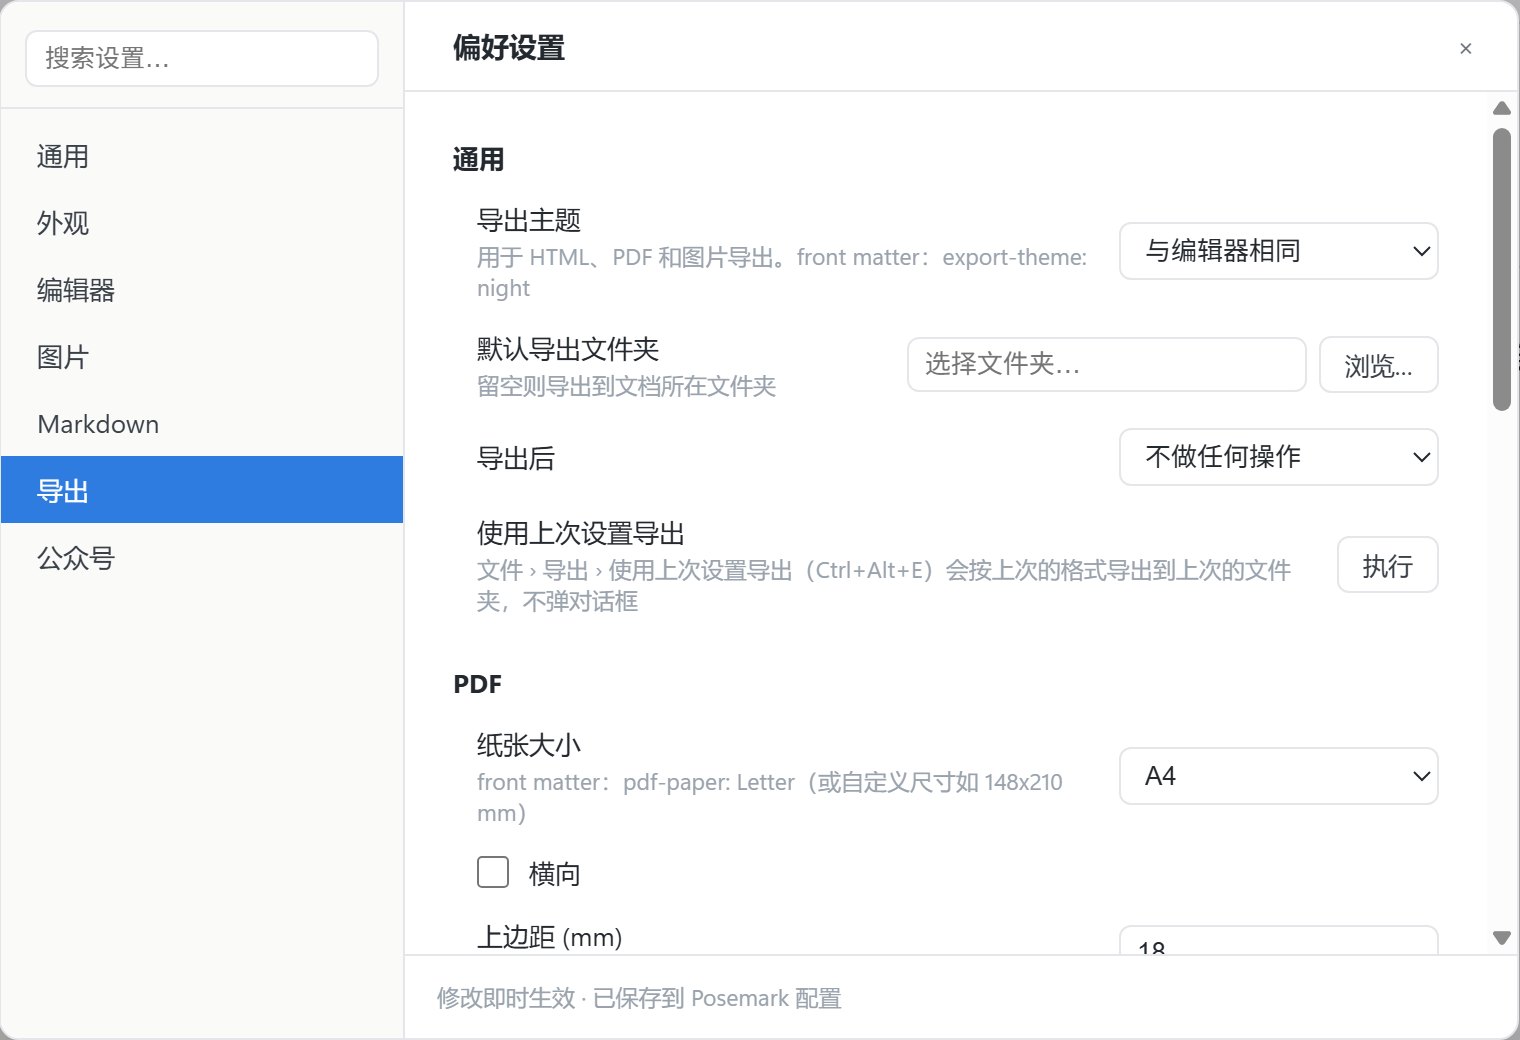 搜索设置…
通用
外观
编辑器
图片
Markdown
导出
公众号
偏好设置
×
通用
导出主题
用于 HTML、PDF 和图片导出。front matter：export-theme:
night
与编辑器相同
默认导出文件夹
留空则导出到文档所在文件夹
选择文件夹…
浏览...
导出后
不做任何操作
使用上次设置导出
文件 › 导出 › 使用上次设置导出（Ctrl+Alt+E）会按上次的格式导出到上次的文件
夹，不弹对话框
执行
PDF
纸张大小
front matter：pdf-paper: Letter（或自定义尺寸如 148x210
mm）
A4
横向
上边距 (mm)
18
修改即时生效 · 已保存到 Posemark 配置